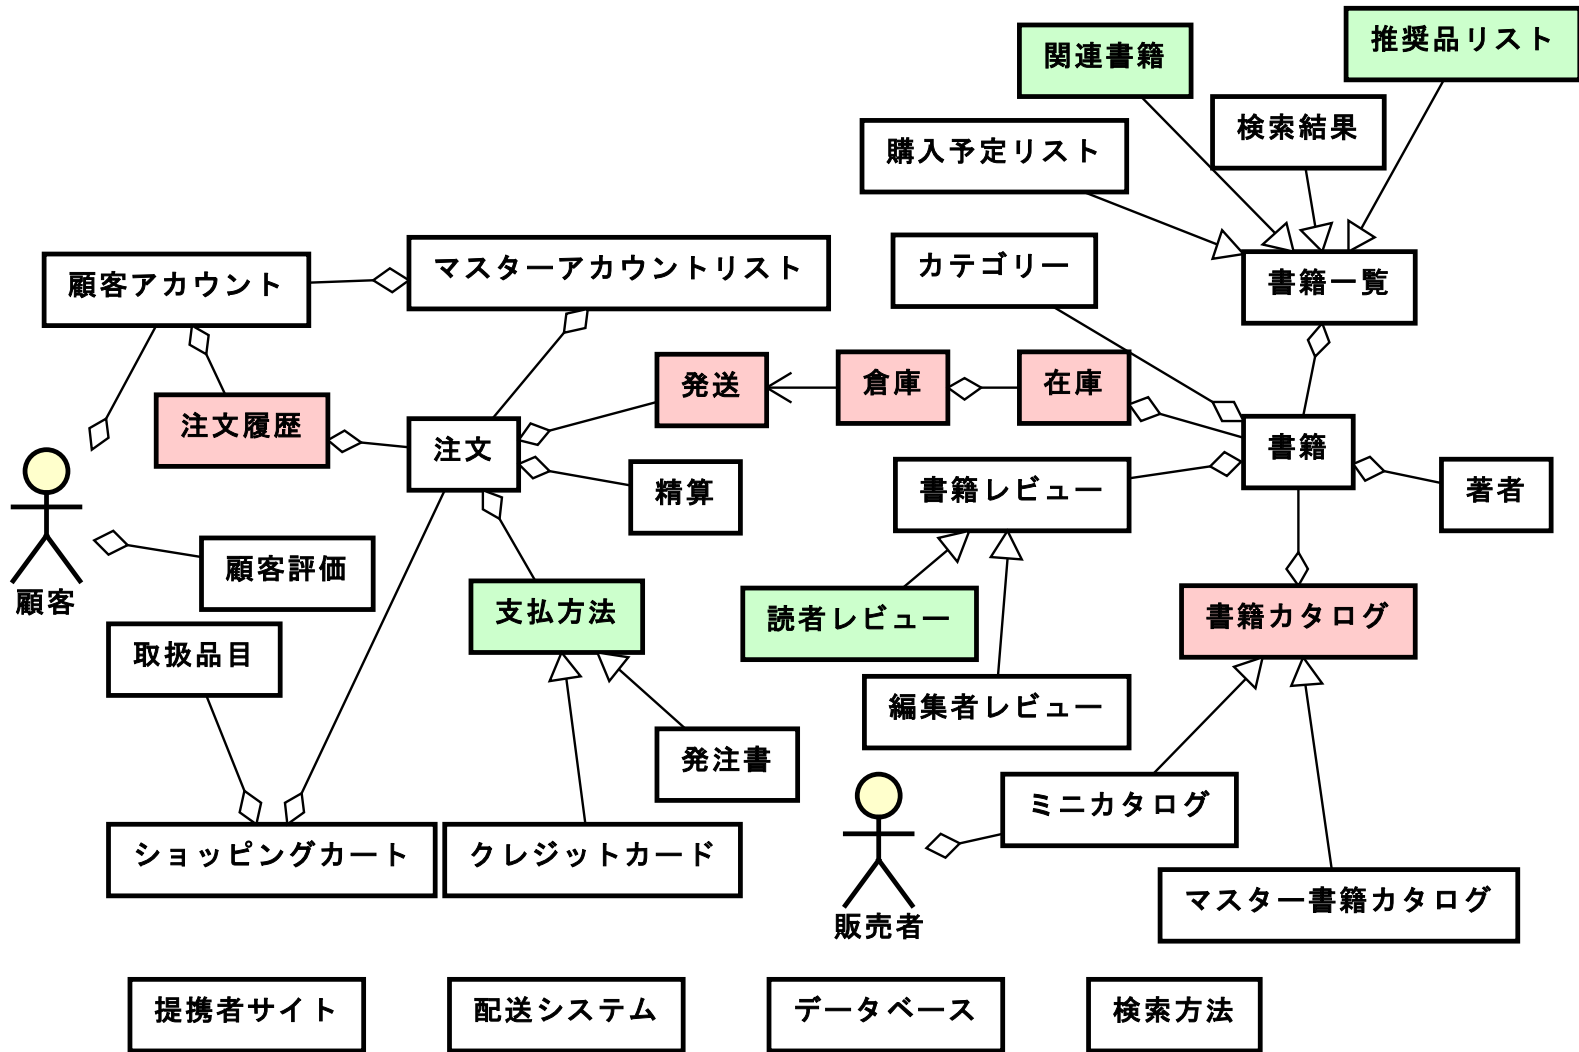 関連書籍
推奨品リスト
検索結果
購入予定リスト
カテゴリー
書籍一覧
顧客アカウント
マスターアカウントリスト
発送
倉庫
在庫
注文履歴
注文
書籍
精算
書籍レビュー
著者
顧客
顧客評価
支払方法
読者レビュー
書籍カタログ
取扱品目
編集者レビュー
発注書
ミニカタログ
ショッピングカート
クレジットカード
販売者
マスター書籍カタログ
提携者サイト
配送システム
データベース
検索方法